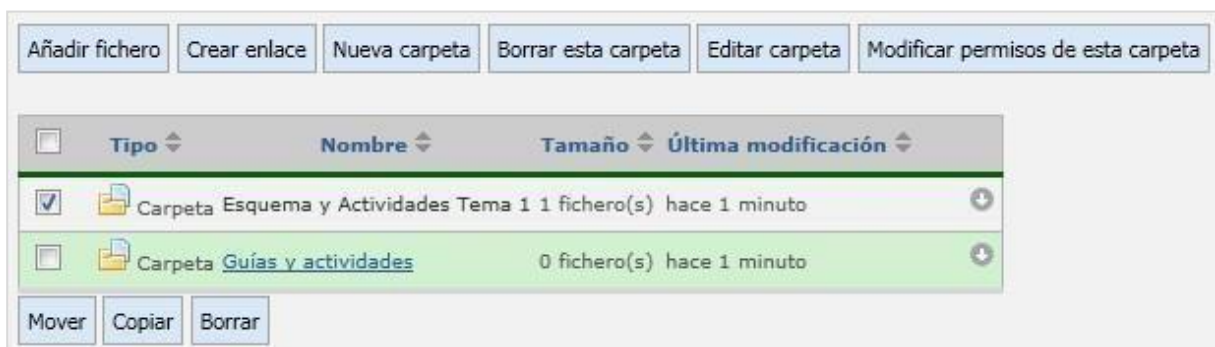 Añadir fichero Crear enlace Nueva carpeta Borrar esta carpeta Editar carpeta Modificar permisos de esta carpeta
Tipo Nombre Tamaño Última modificación
Carpeta Esquema y Actividades Tema 1 1 fichero(s) hace 1 minuto
Carpeta Guías y actividades 0 fichero(s) hace 1 minuto
Mover Copiar Borrar